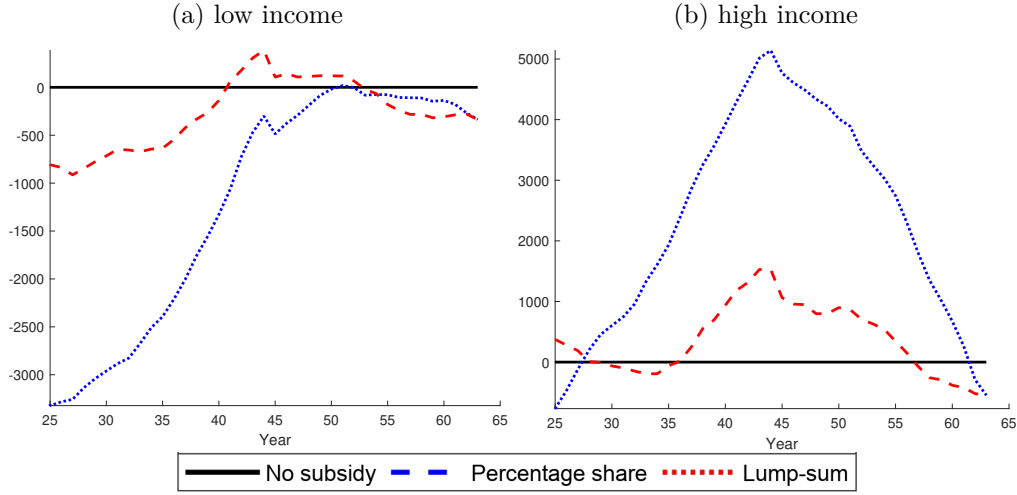 (a) low income
(b) high income
0
-500
-1000
-1500
-2000
-2500
-3000
25 30 35 40 45 50 55 60 65
Year
5000
4000
3000
2000
1000
0
25 30 35 40 45 50 55 60 65
Year
No subsidy Percentage share Lump-sum